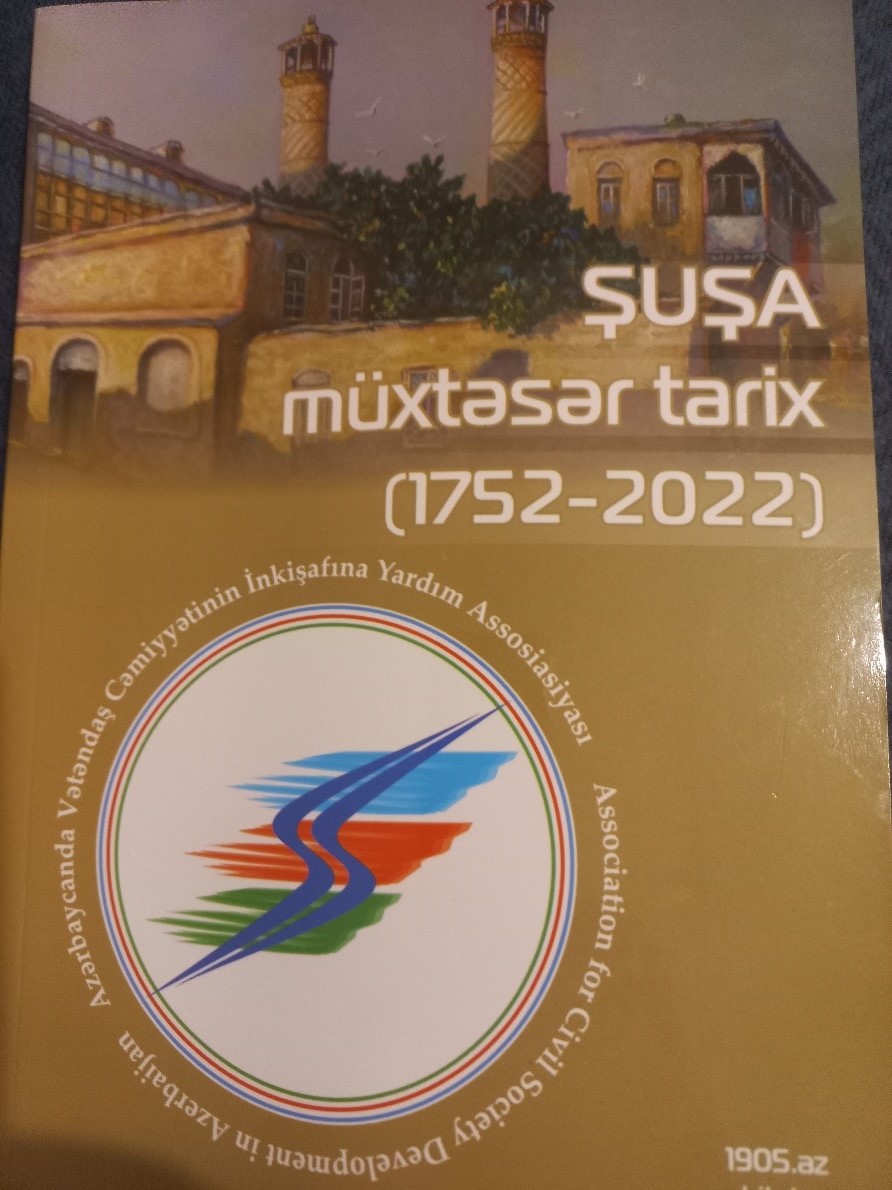 ŞUŞA
müxtəsər tarix
(1752-2022)
Azərbaycanda Vətəndaş Cəmiyyətinin İnkişafına Yardım Assosiasiyası
Association for Civil Society Development in Azerbaijan
1905.az